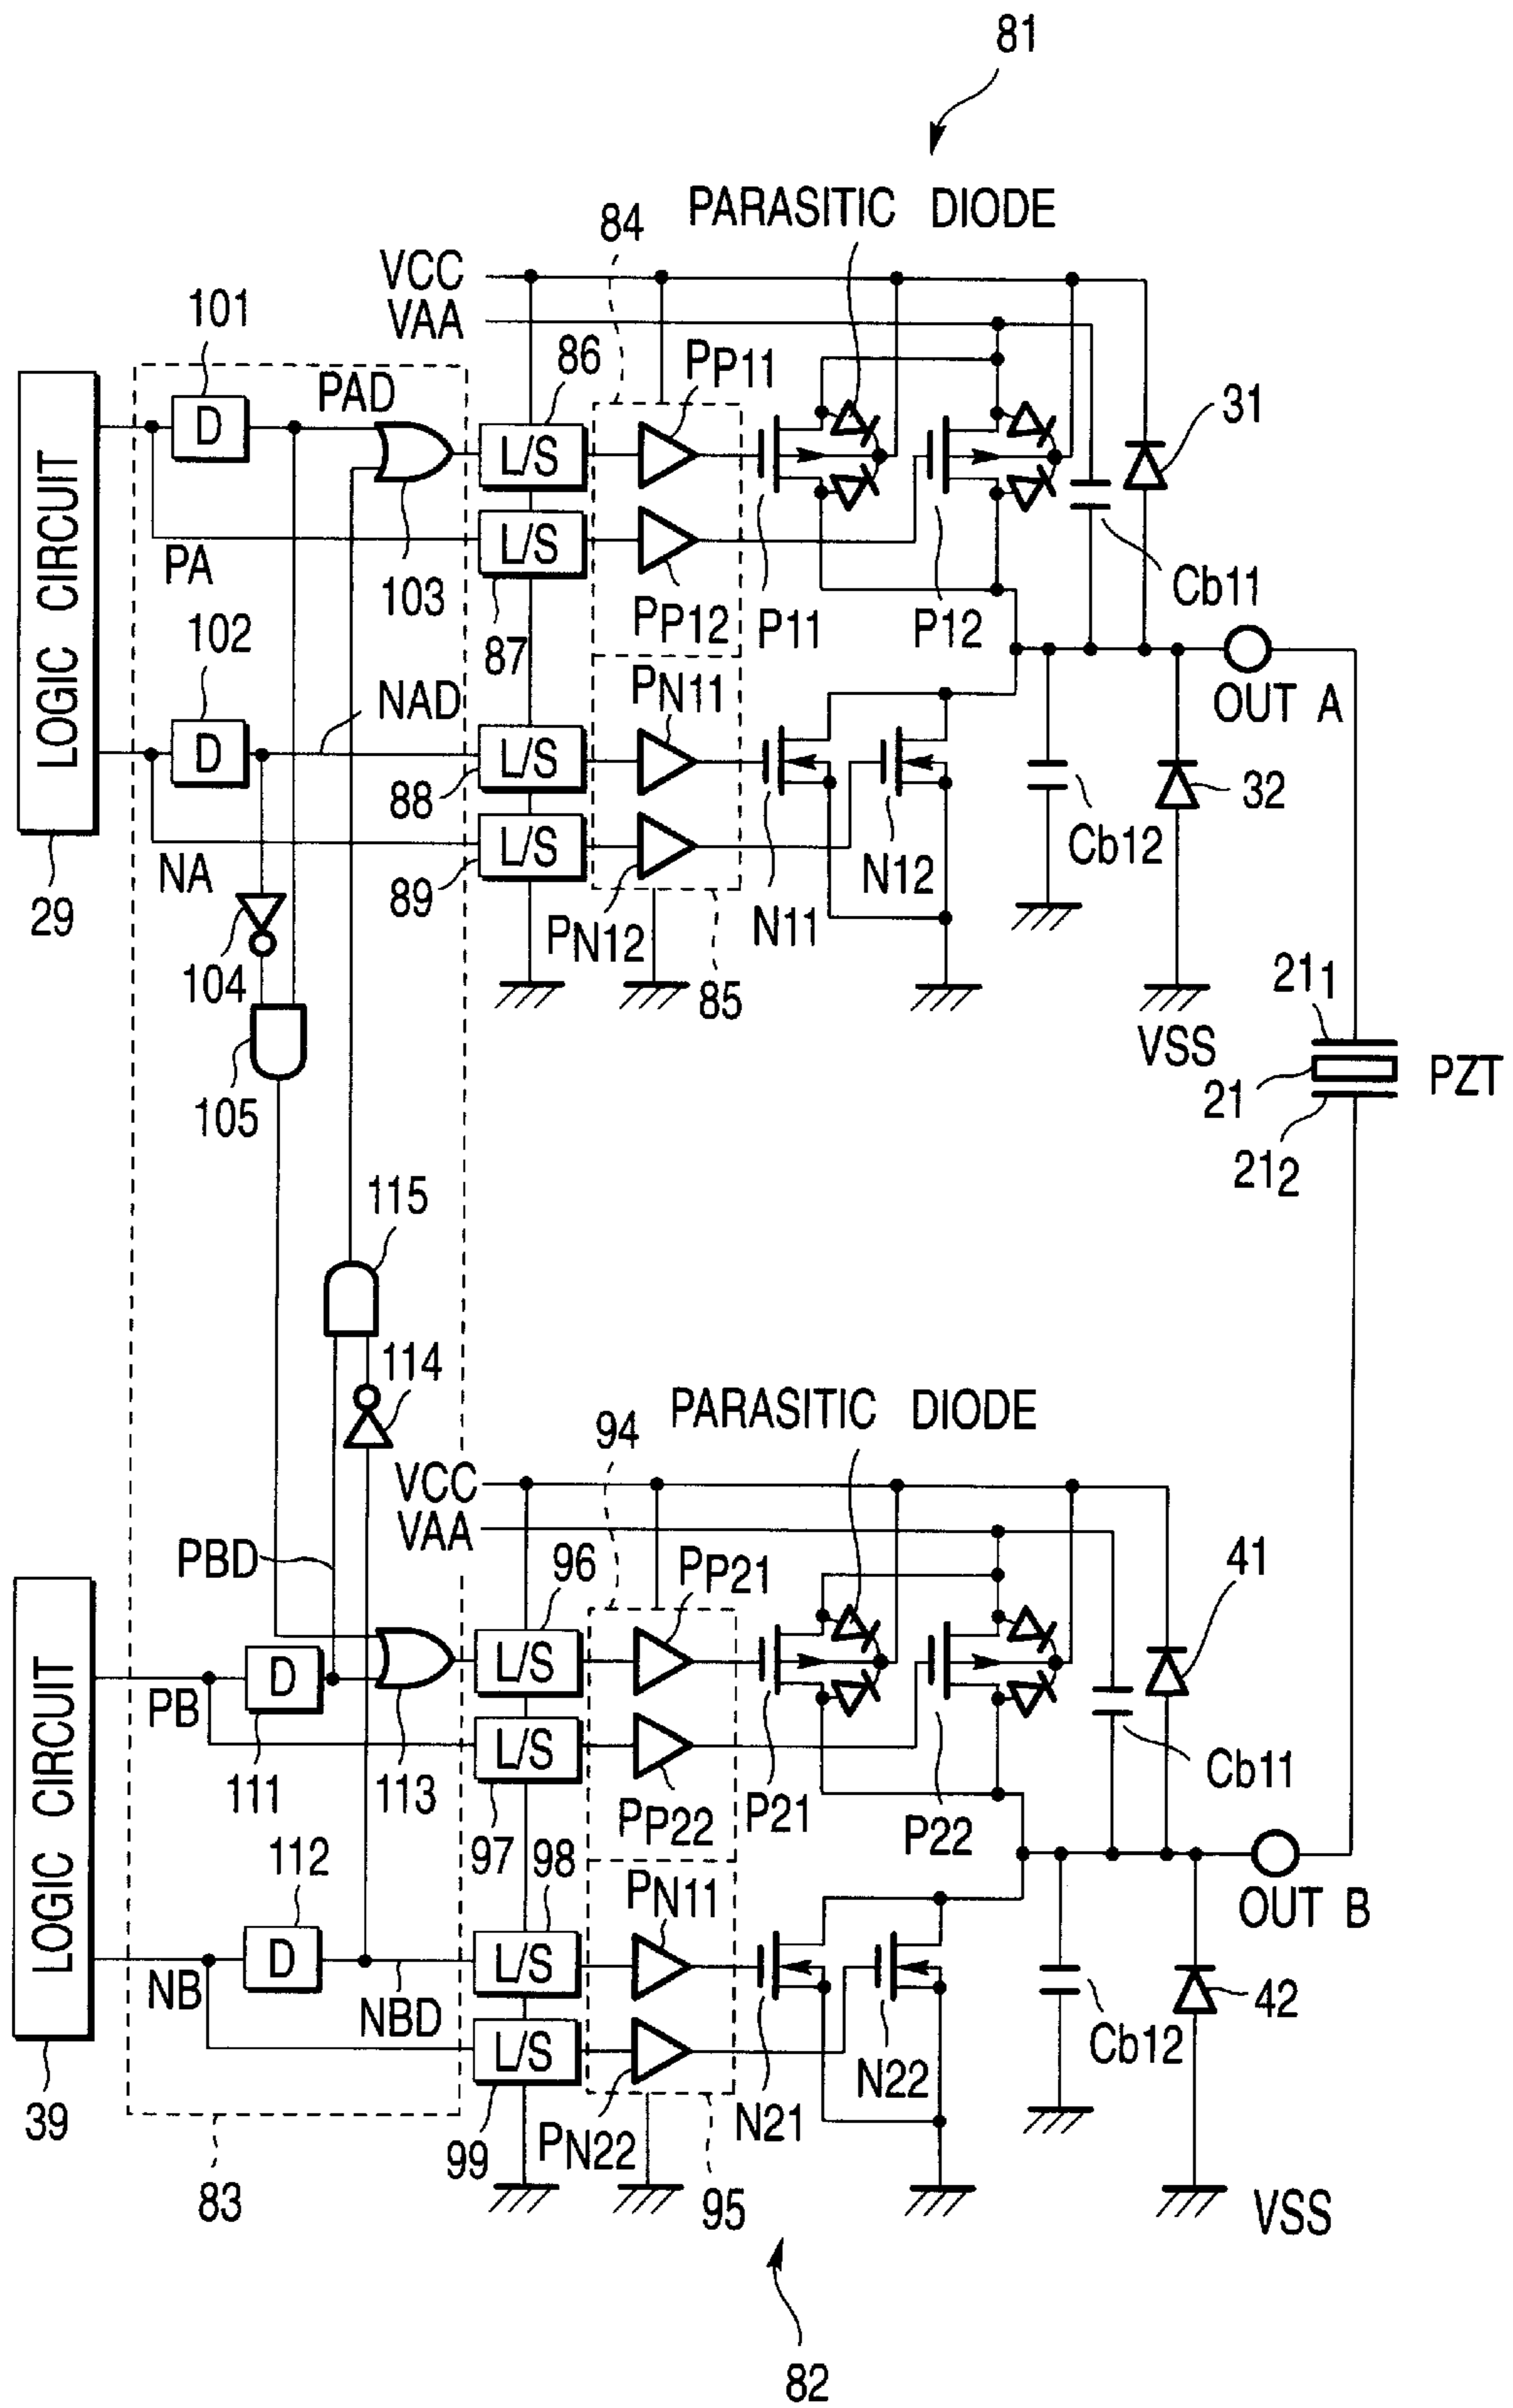 81
PARASITIC DIODE
84
VCC
VAA
101
86
PP11
31
PAD
D
L/S
LOGIC CIRCUIT
L/S
PA
103
Cb11
102
87
PP12
P11
P12
NAD
PN11
OUT A
D
L/S
88
32
Cb12
L/S
NA
89
N12
29
PN12
N11
104
85
211
VSS
21
PZT
105
212
115
114
PARASITIC DIODE
94
VCC
VAA
PBD
96
PP21
41
L/S
LOGIC CIRCUIT
D
PB
L/S
Cb11
111
113
PP22
P21
P22
112
97
98
PN11
OUT B
D
L/S
NB
NBD
42
L/S
Cb12
N22
39
99
PN22
N21
83
95
VSS
82